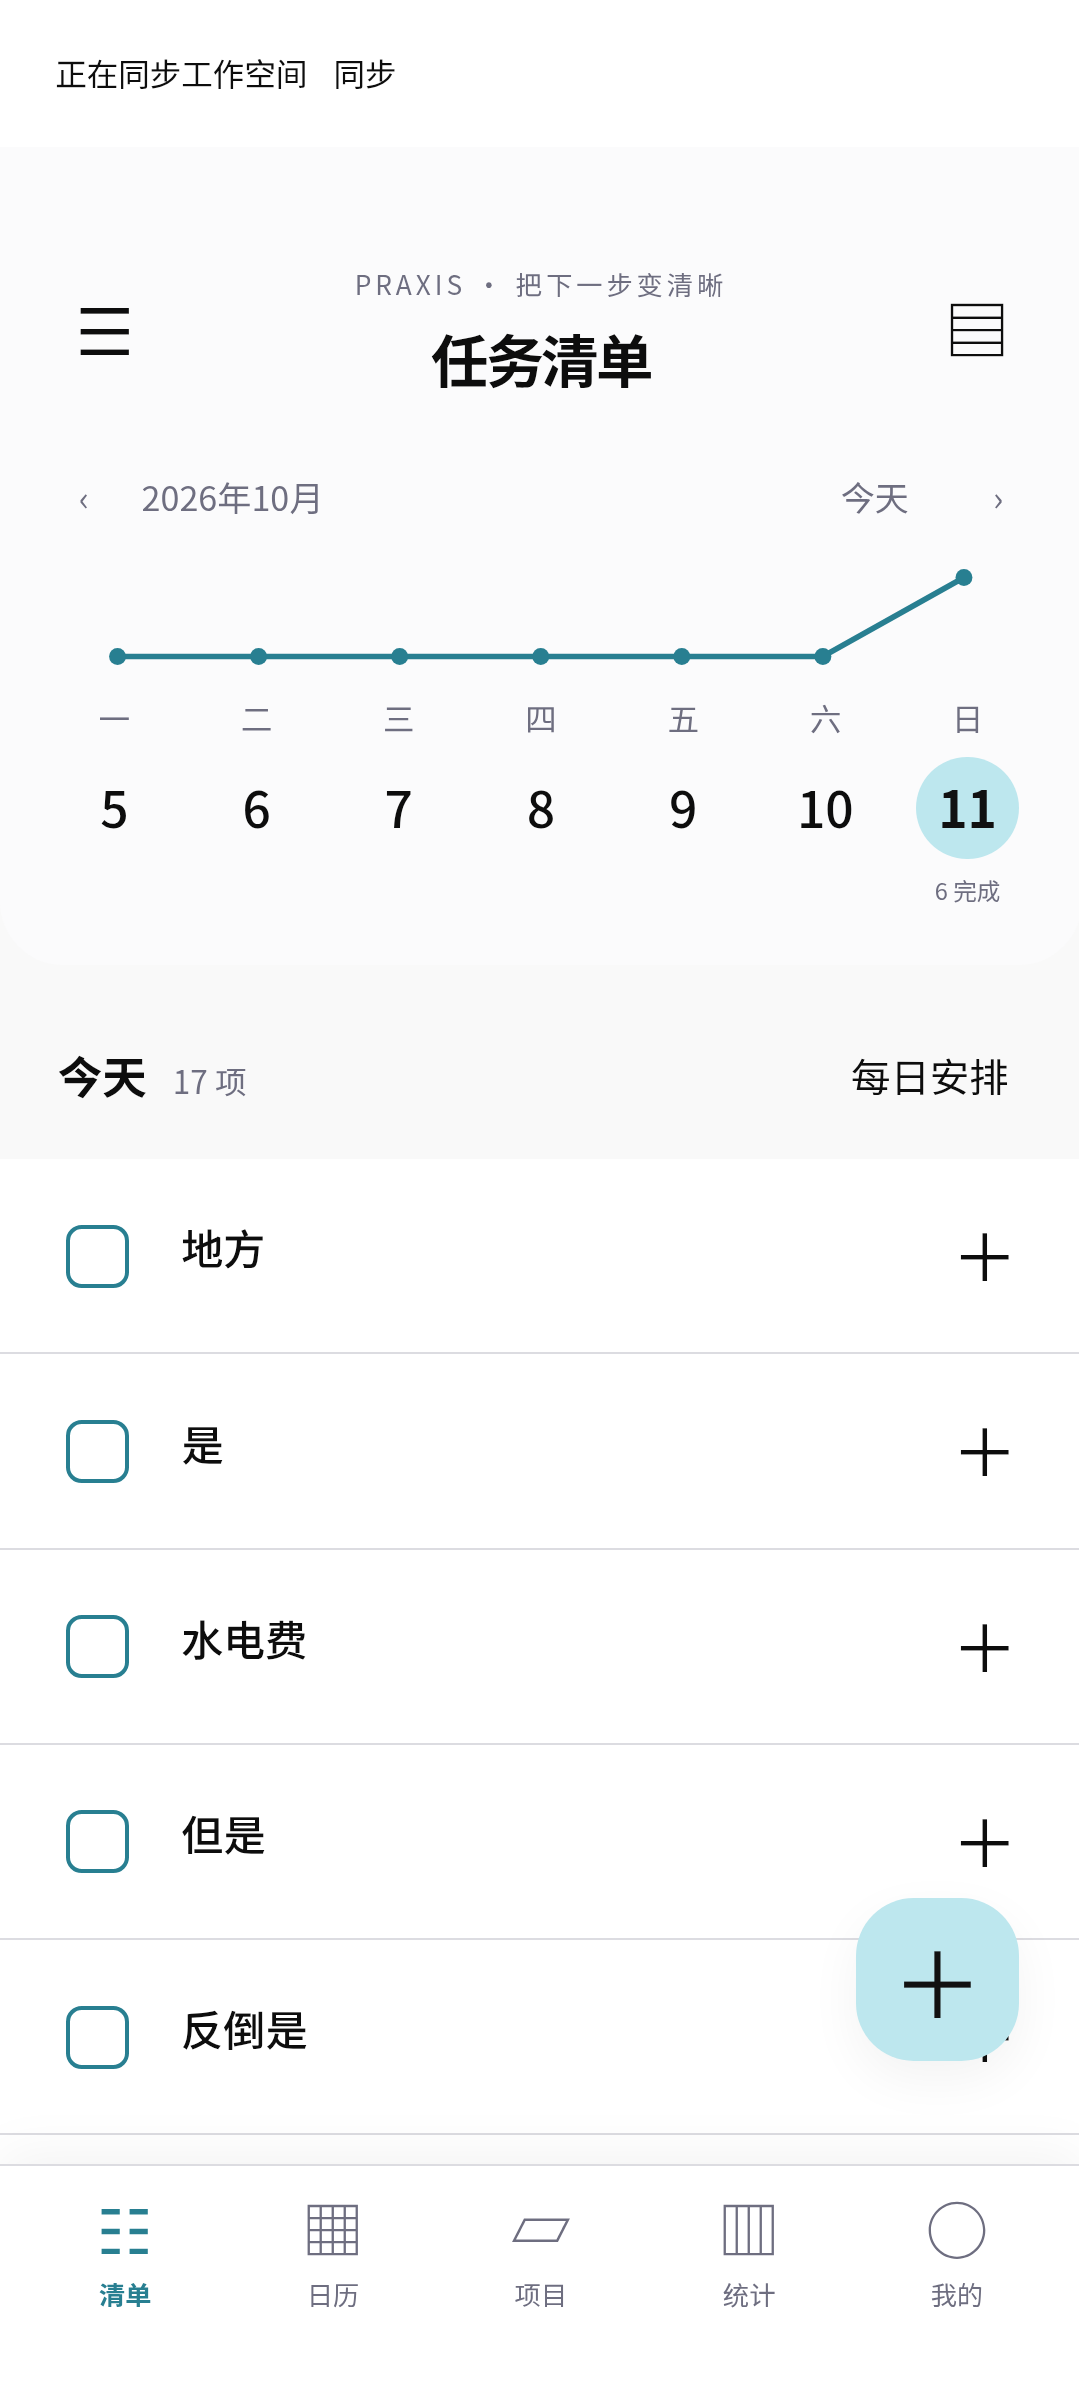 正在同步工作空间 同步
PRAXIS · 把下一步变清晰
任务清单
‹ 2026年10月 今天 ›
一 二 三 四 五 六 日
5 6 7 8 9 10 11
6 完成
今天 17 项 每日安排
地方
是
水电费
但是
反倒是
清单 日历 项目 统计 我的